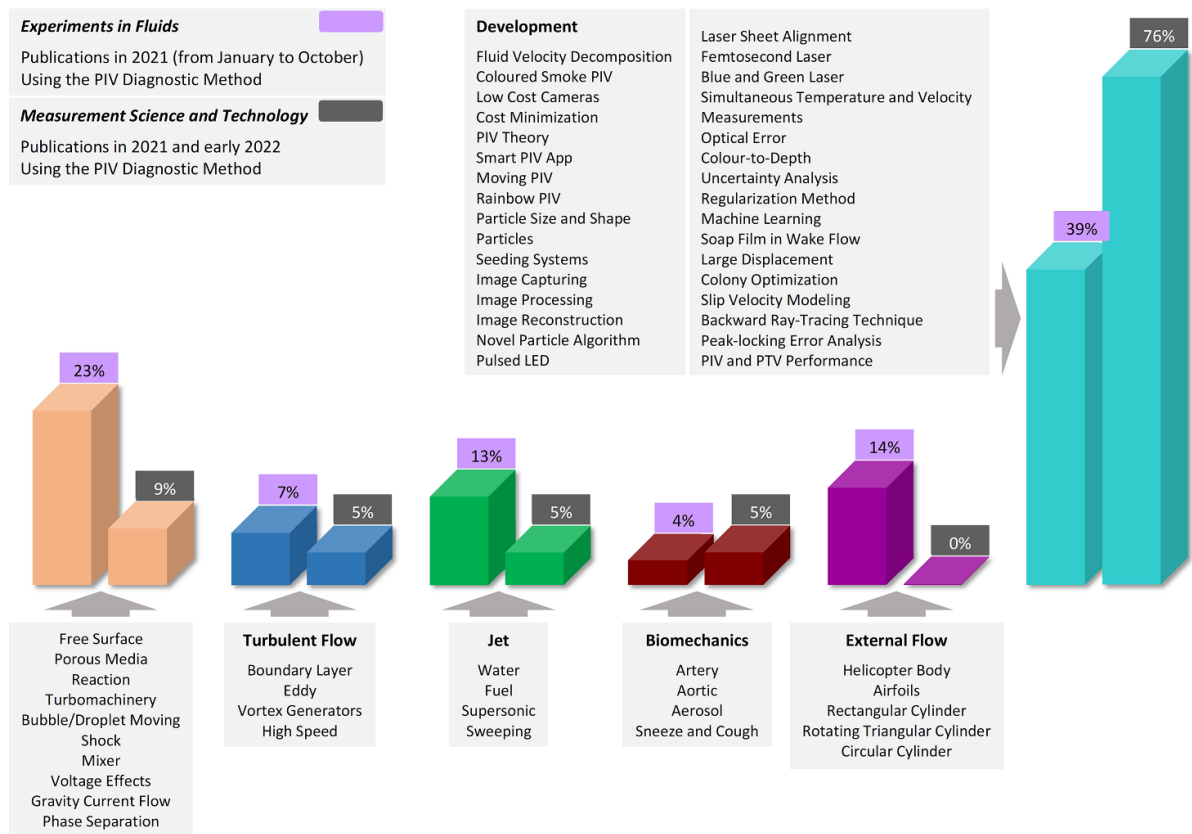 Experiments in Fluids
Publications in 2021 (from January to October)
Using the PIV Diagnostic Method
Measurement Science and Technology
Publications in 2021 and early 2022
Using the PIV Diagnostic Method
Development
Fluid Velocity Decomposition
Coloured Smoke PIV
Low Cost Cameras
Cost Minimization
PIV Theory
Smart PIV App
Moving PIV
Rainbow PIV
Particle Size and Shape
Particles
Seeding Systems
Image Capturing
Image Processing
Image Reconstruction
Novel Particle Algorithm
Pulsed LED
Laser Sheet Alignment
Femtosecond Laser
Blue and Green Laser
Simultaneous Temperature and Velocity
Measurements
Optical Error
Colour-to-Depth
Uncertainty Analysis
Regularization Method
Machine Learning
Soap Film in Wake Flow
Large Displacement
Colony Optimization
Slip Velocity Modeling
Backward Ray-Tracing Technique
Peak-locking Error Analysis
PIV and PTV Performance
39%
76%
23%
9%
7%
5%
13%
5%
4%
5%
14%
0%
Free Surface
Porous Media
Reaction
Turbomachinery
Bubble/Droplet Moving
Shock
Mixer
Voltage Effects
Gravity Current Flow
Phase Separation
Turbulent Flow
Boundary Layer
Eddy
Vortex Generators
High Speed
Jet
Water
Fuel
Supersonic
Sweeping
Biomechanics
Artery
Aortic
Aerosol
Sneeze and Cough
External Flow
Helicopter Body
Airfoils
Rectangular Cylinder
Rotating Triangular Cylinder
Circular Cylinder